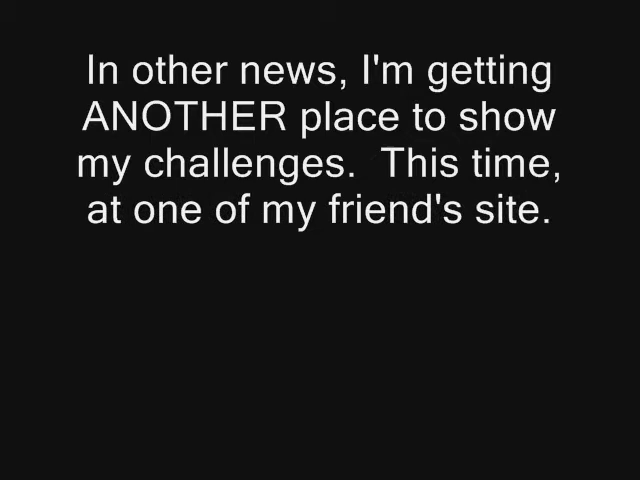 In other news, I'm getting
ANOTHER place to show
my challenges.  This time,
at one of my friend's site.